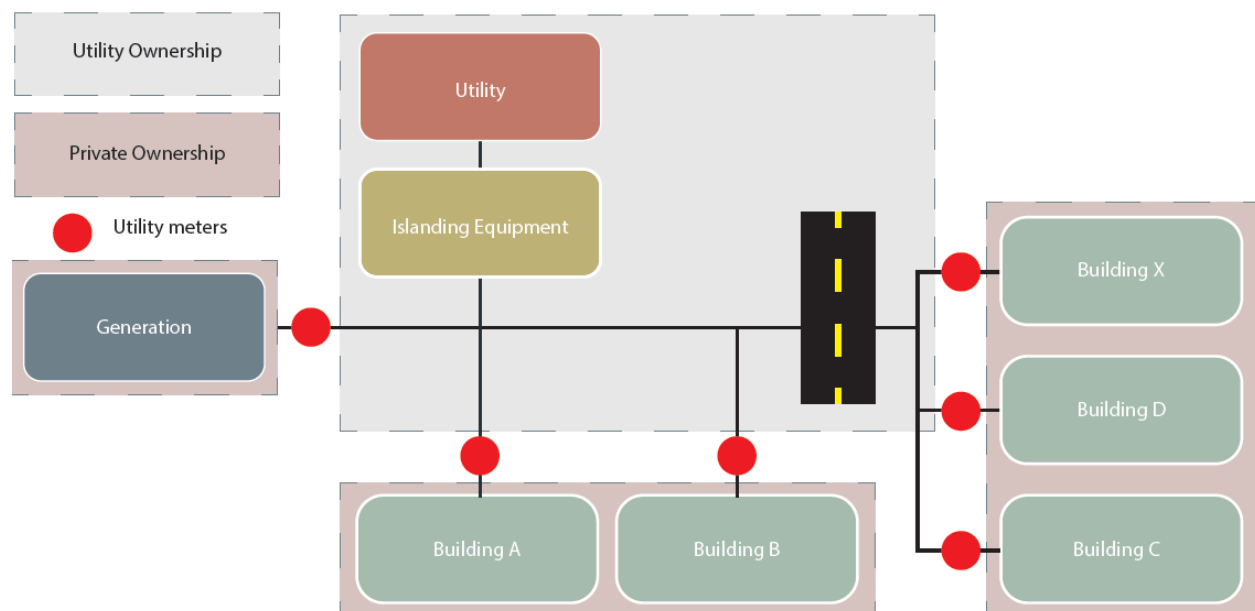 Utility Ownership
Private Ownership
Utility meters
Generation
Utility
Islanding Equipment
Building X
Building D
Building C
Building A
Building B